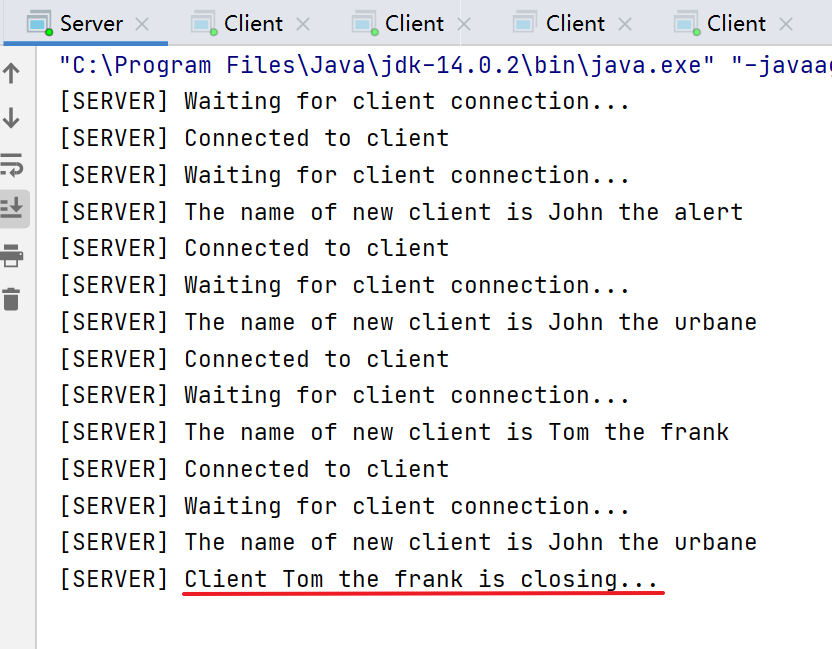 Server Client Client Client Client
"C:\Program Files\Java\jdk-14.0.2\bin\java.exe" "-javaag
[SERVER] Waiting for client connection...
[SERVER] Connected to client
[SERVER] Waiting for client connection...
[SERVER] The name of new client is John the alert
[SERVER] Connected to client
[SERVER] Waiting for client connection...
[SERVER] The name of new client is John the urbane
[SERVER] Connected to client
[SERVER] Waiting for client connection...
[SERVER] The name of new client is Tom the frank
[SERVER] Connected to client
[SERVER] Waiting for client connection...
[SERVER] The name of new client is John the urbane
[SERVER] Client Tom the frank is closing...